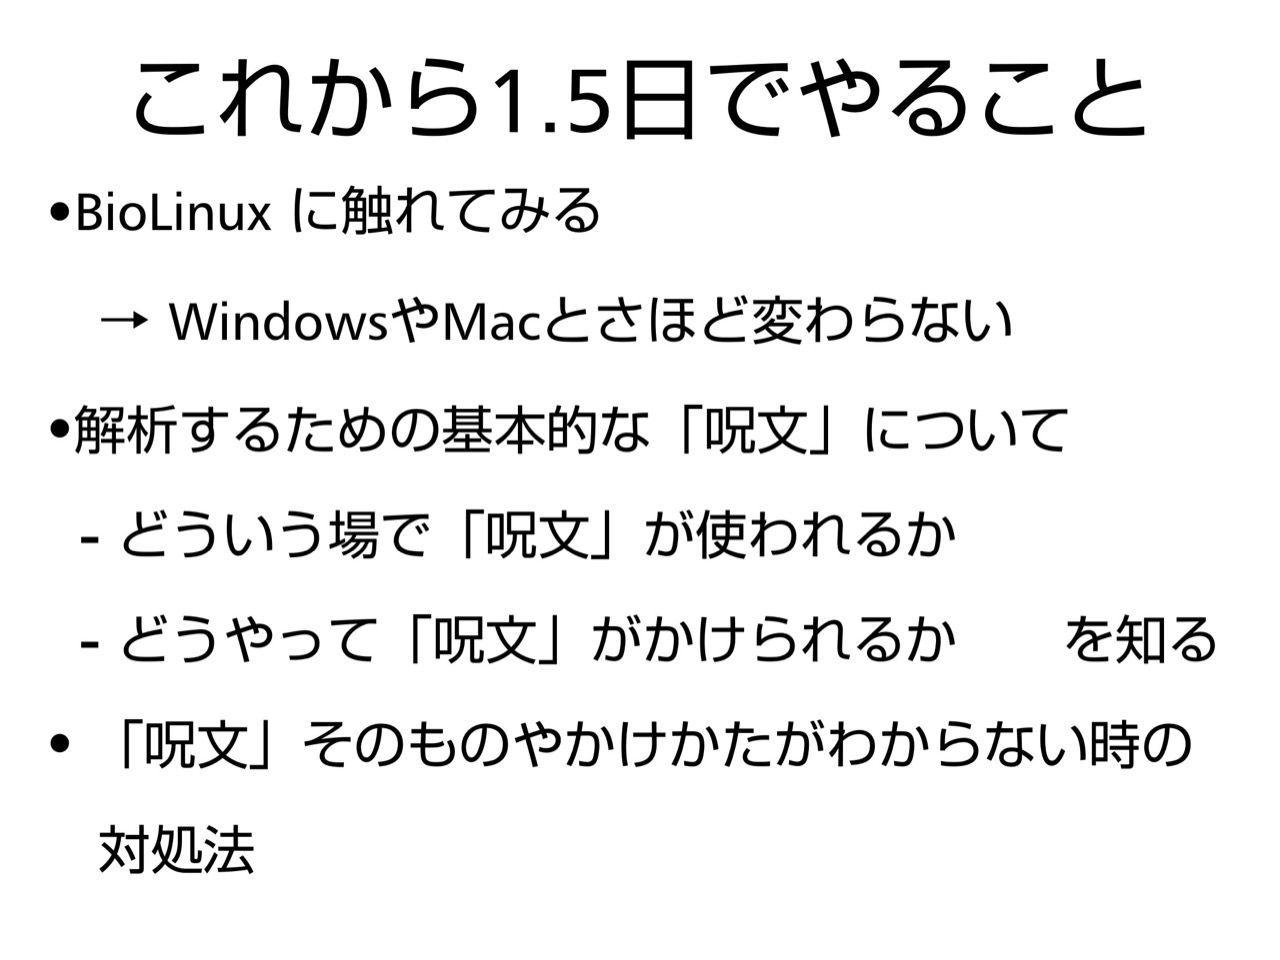 これから1.5日でやること
•BioLinux に触れてみる
→ WindowsやMacとさほど変わらない
•解析するための基本的な「呪文」について
- どういう場で「呪文」が使われるか
- どうやって「呪文」がかけられるか　　を知る
• 「呪文」そのものやかけかたがわからない時の
対処法